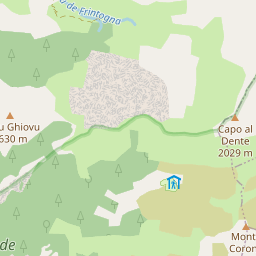 de Frintogna
u Ghiovu
630 m
Capo al
Dente
2029 m
Mont
Coron
de